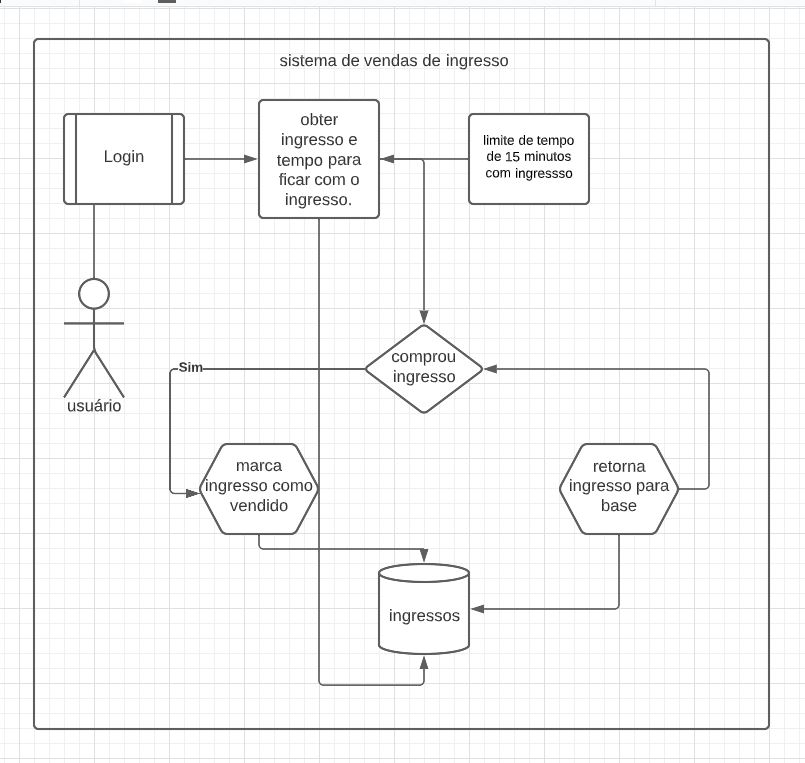 sistema de vendas de ingresso
Login
obter
ingresso e
tempo para
ficar com o
ingresso.
limite de tempo
de 15 minutos
com ingressso
comprou
ingresso
Sim
usuário
marca
ingresso como
vendido
retorna
ingresso para
base
ingressos